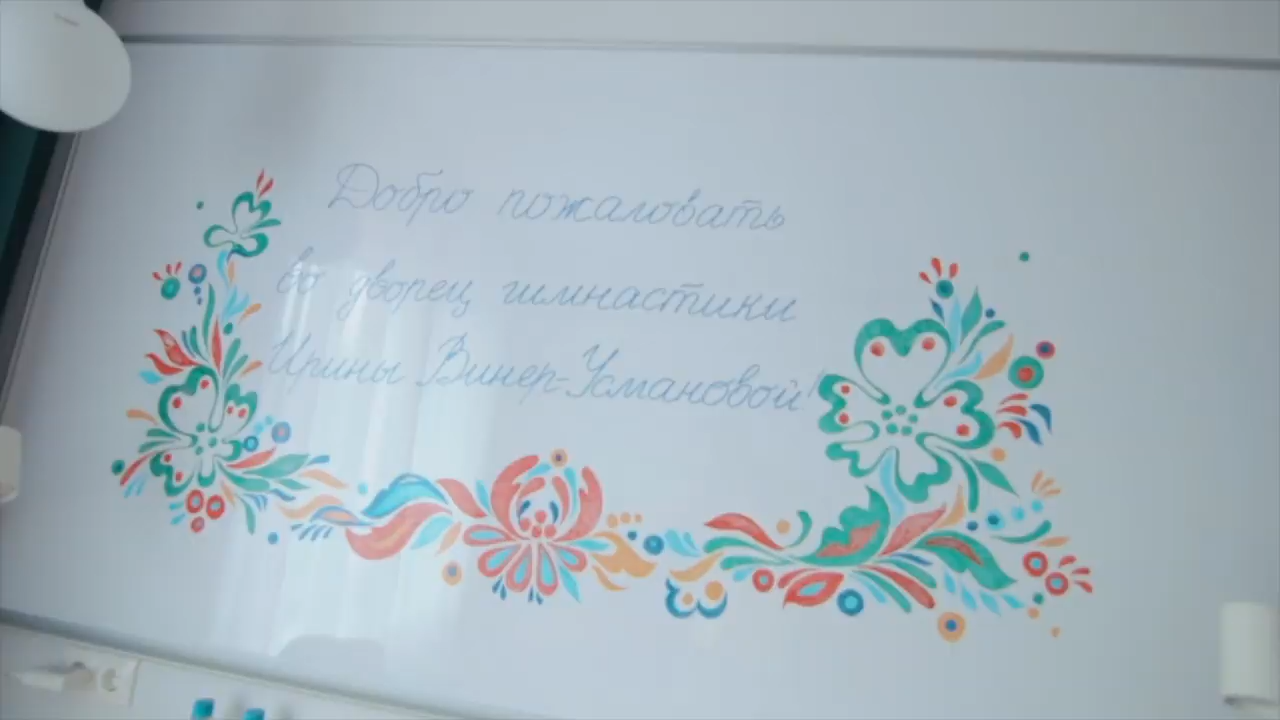 Добро пожаловать
во дворец гимнастики
Ирины Винер-Усмановой!